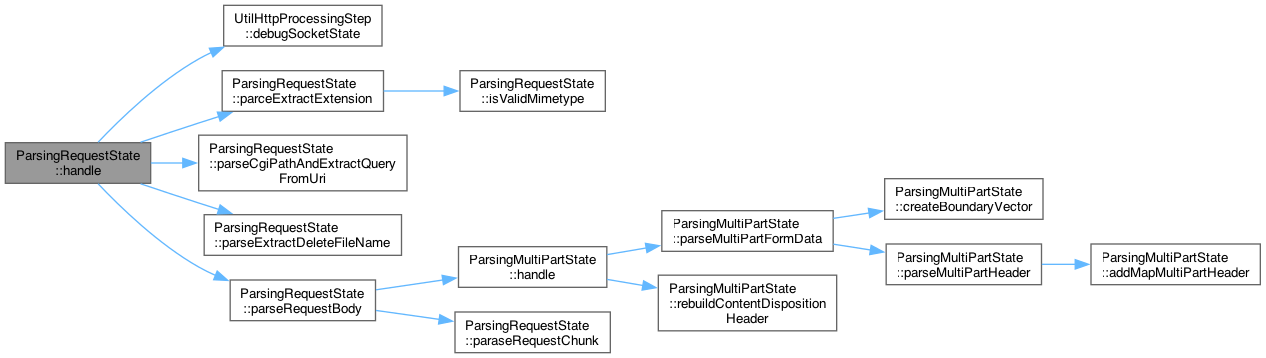 UtilHttpProcessingStep
::debugSocketState
ParsingRequestState
::parceExtractExtension
ParsingRequestState
::isValidMimetype
ParsingRequestState
::handle
ParsingRequestState
::parseCgiPathAndExtractQuery
FromUri
ParsingRequestState
::parseExtractDeleteFileName
ParsingRequestState
::parseRequestBody
ParsingMultiPartState
::handle
ParsingRequestState
::paraseRequestChunk
ParsingMultiPartState
::parseMultiPartFormData
ParsingMultiPartState
::rebuildContentDisposition
Header
ParsingMultiPartState
::createBoundaryVector
ParsingMultiPartState
::parseMultiPartHeader
ParsingMultiPartState
::addMapMultiPartHeader